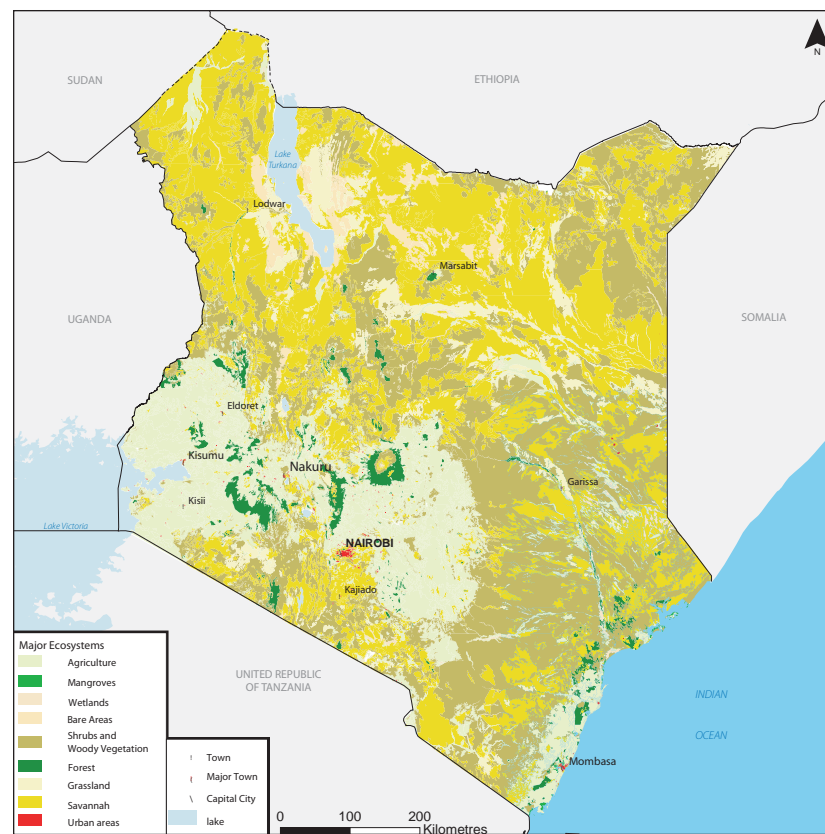 N
SUDAN
ETHIOPIA
Lake
Turkana
Lodwar
Marsabit
UGANDA
SOMALIA
Eldoret
Kisumu
Nakuru
Garissa
Kisii
Lake Victoria
NAIROBI
Kajiado
UNITED REPUBLIC
OF TANZANIA
INDIAN
OCEAN
Mombasa
Major Ecosystems
Agriculture
Mangroves
Wetlands
Bare Areas
Shrubs and
Woody Vegetation
Forest
Grassland
Savannah
Urban areas
Town
Major Town
Capital City
lake
0 100 200
Kilometres